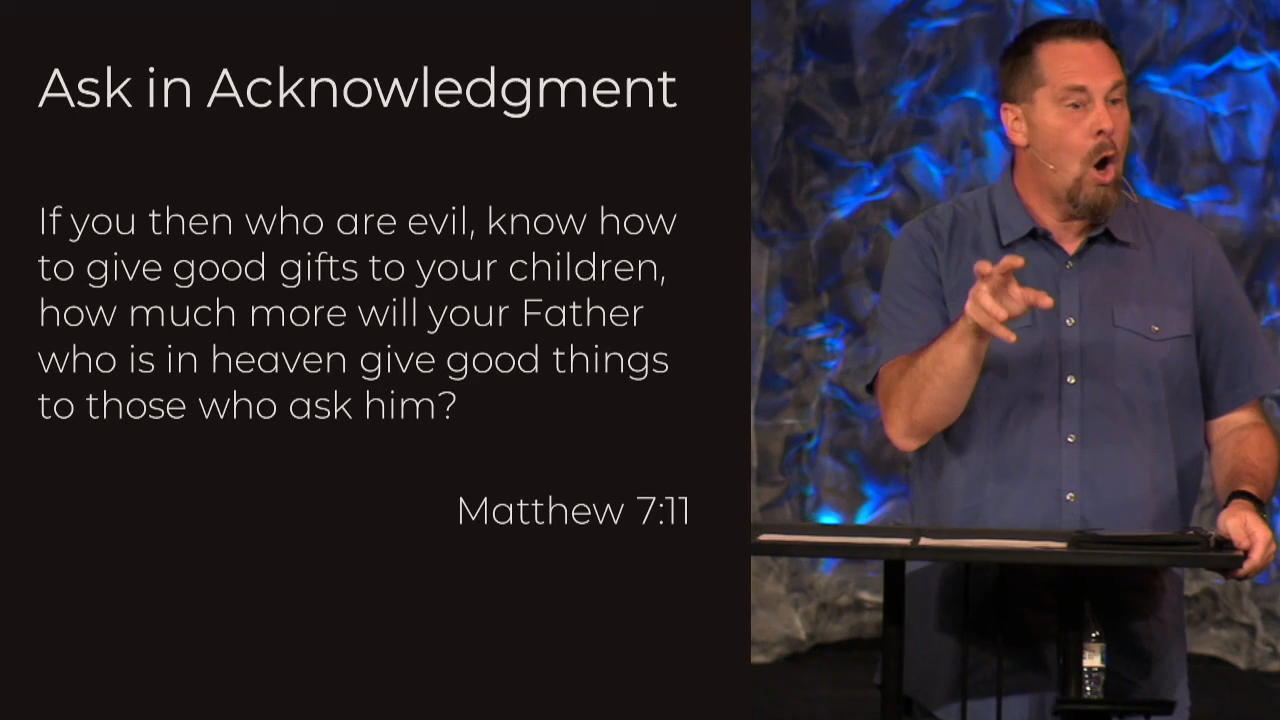 Ask in Acknowledgment
If you then who are evil, know how
to give good gifts to your children,
how much more will your Father
who is in heaven give good things
to those who ask him?
Matthew 7:11